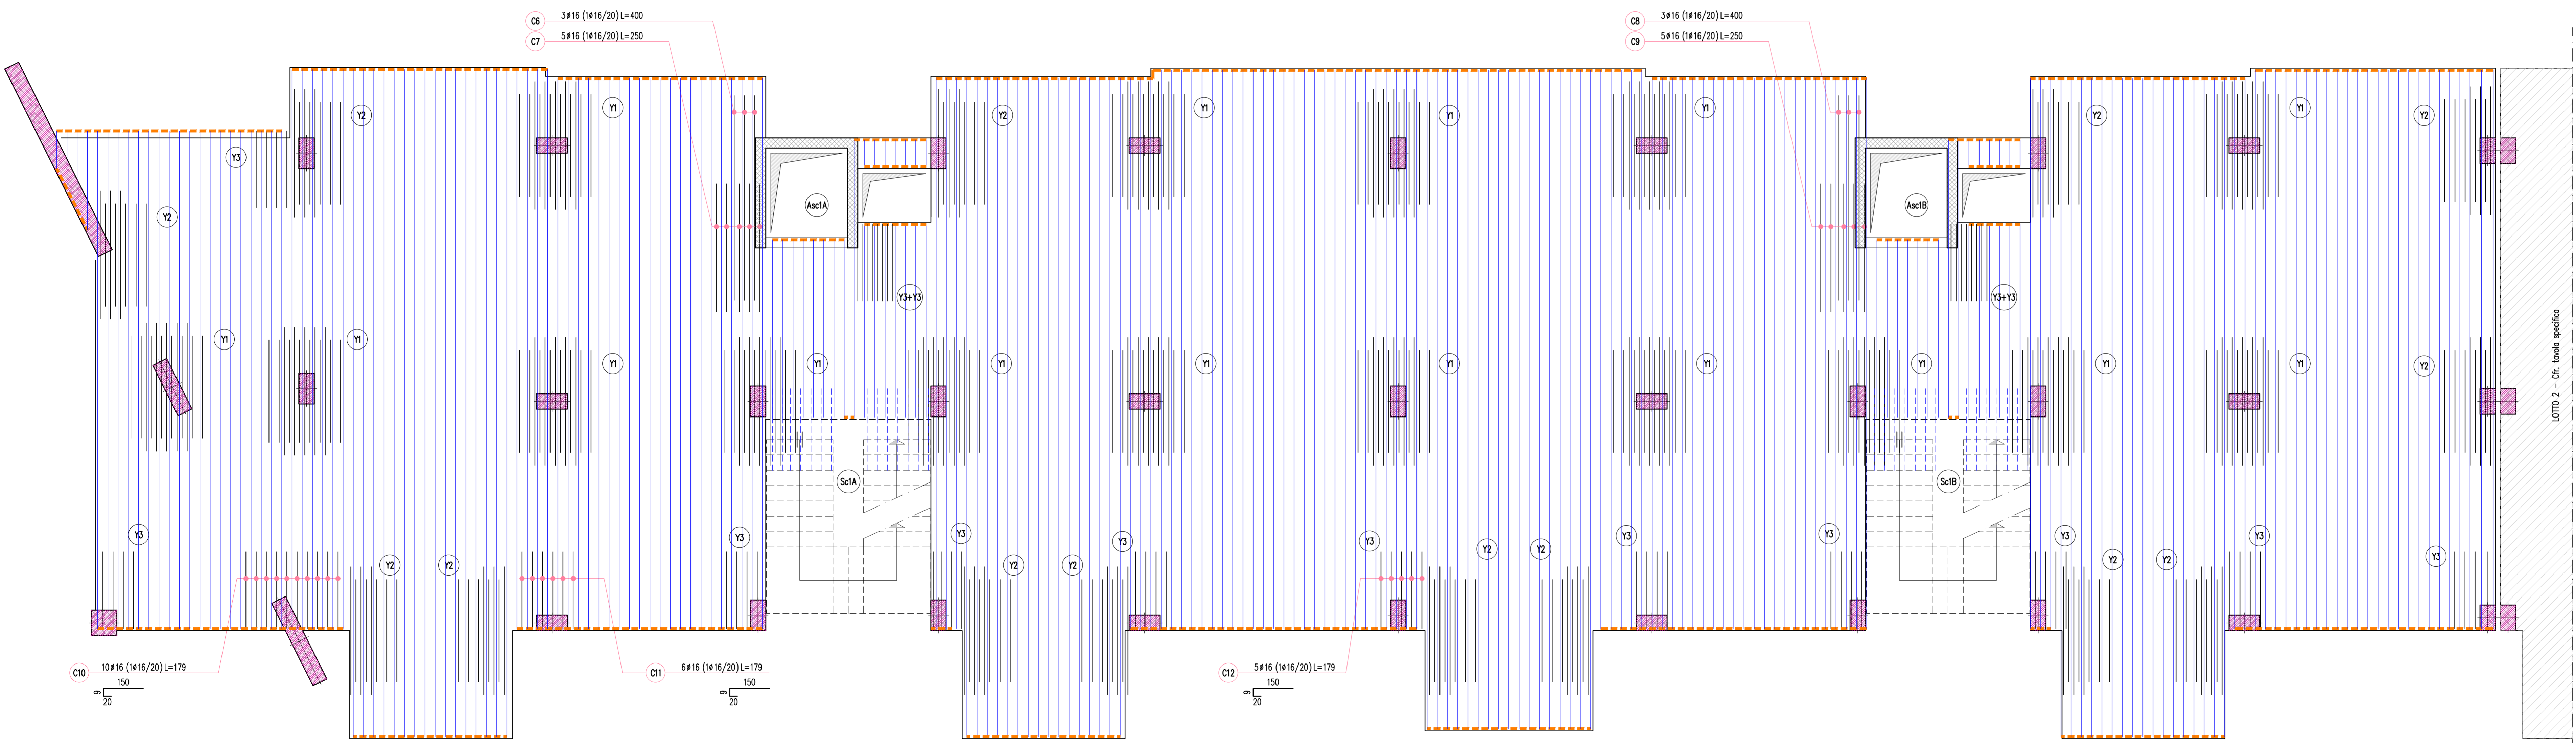 C6 3ø16 (1ø16/20) L=400
C7 5ø16 (1ø16/20) L=250
C8 3ø16 (1ø16/20) L=400
C9 5ø16 (1ø16/20) L=250
Y1 Y1 Y1 Y1 Y1
Y2 Y2 Y1 Y2 Y2
Y3
Asc1A Asc1B
Y2
Y3+Y3 Y3+Y3
Y1 Y1
Y1 Y1 Y1 Y1 Y1 Y1 Y1 Y1 Y1 Y2
LOTTO 2 - Cfr. tavola specifica
Sc1A Sc1B
Y3 Y3 Y3 Y3 Y3 Y3 Y3 Y3 Y3
Y2 Y2 Y2 Y2 Y2 Y2 Y2 Y2 Y3
C10 10ø16 (1ø16/20) L=179
150
9
20
C11 6ø16 (1ø16/20) L=179
150
9
20
C12 5ø16 (1ø16/20) L=179
150
9
20